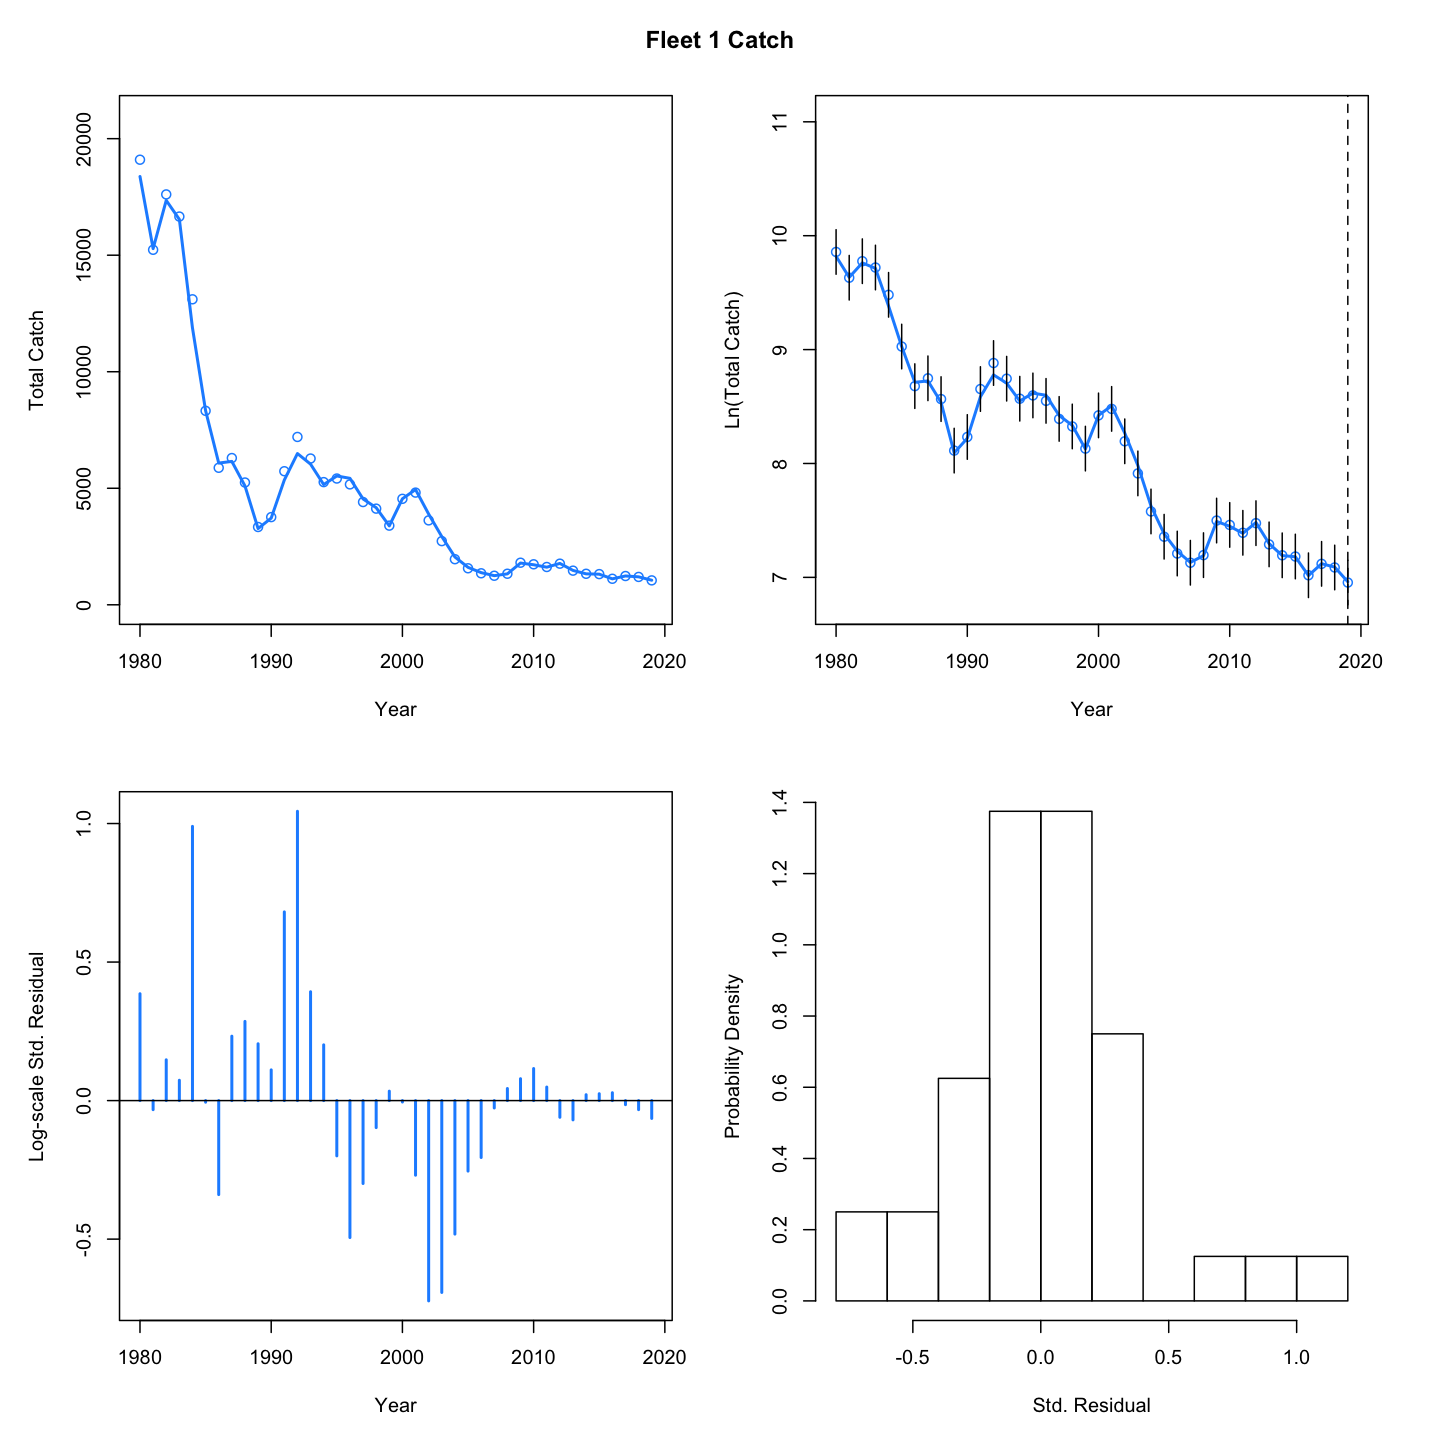 Fleet 1 Catch
Total Catch
20000
15000
10000
5000
0
1980 1990 2000 2010 2020
Year
Ln(Total Catch)
11
10
9
8
7
1980 1990 2000 2010 2020
Year
Log-scale Std. Residual
1.0
0.5
0.0
-0.5
1980 1990 2000 2010 2020
Year
Probability Density
1.4
1.2
1.0
0.8
0.6
0.4
0.2
0.0
-0.5 0.0 0.5 1.0
Std. Residual